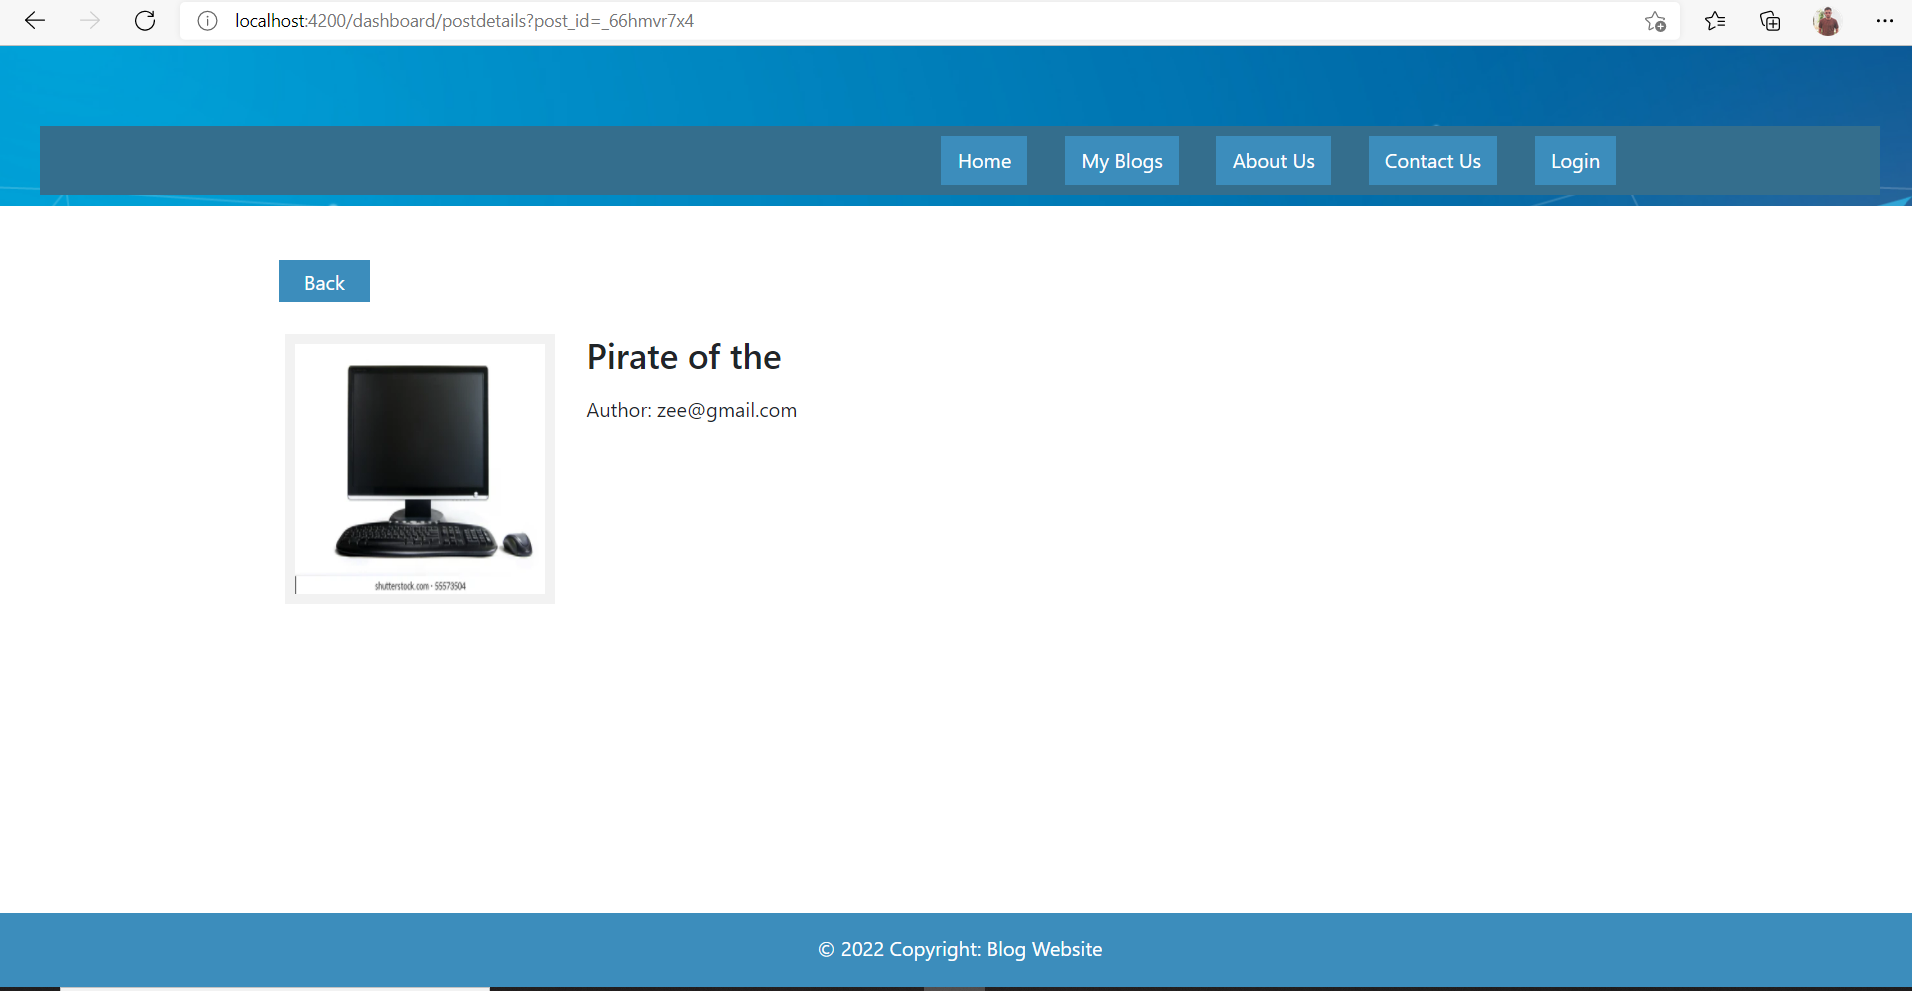 localhost:4200/dashboard/postdetails?post_id=_66hmvr7x4
Home My Blogs About Us Contact Us Login
Back
Pirate of the
Author: zee@gmail.com
shutterstock.com · 55573504
© 2022 Copyright: Blog Website